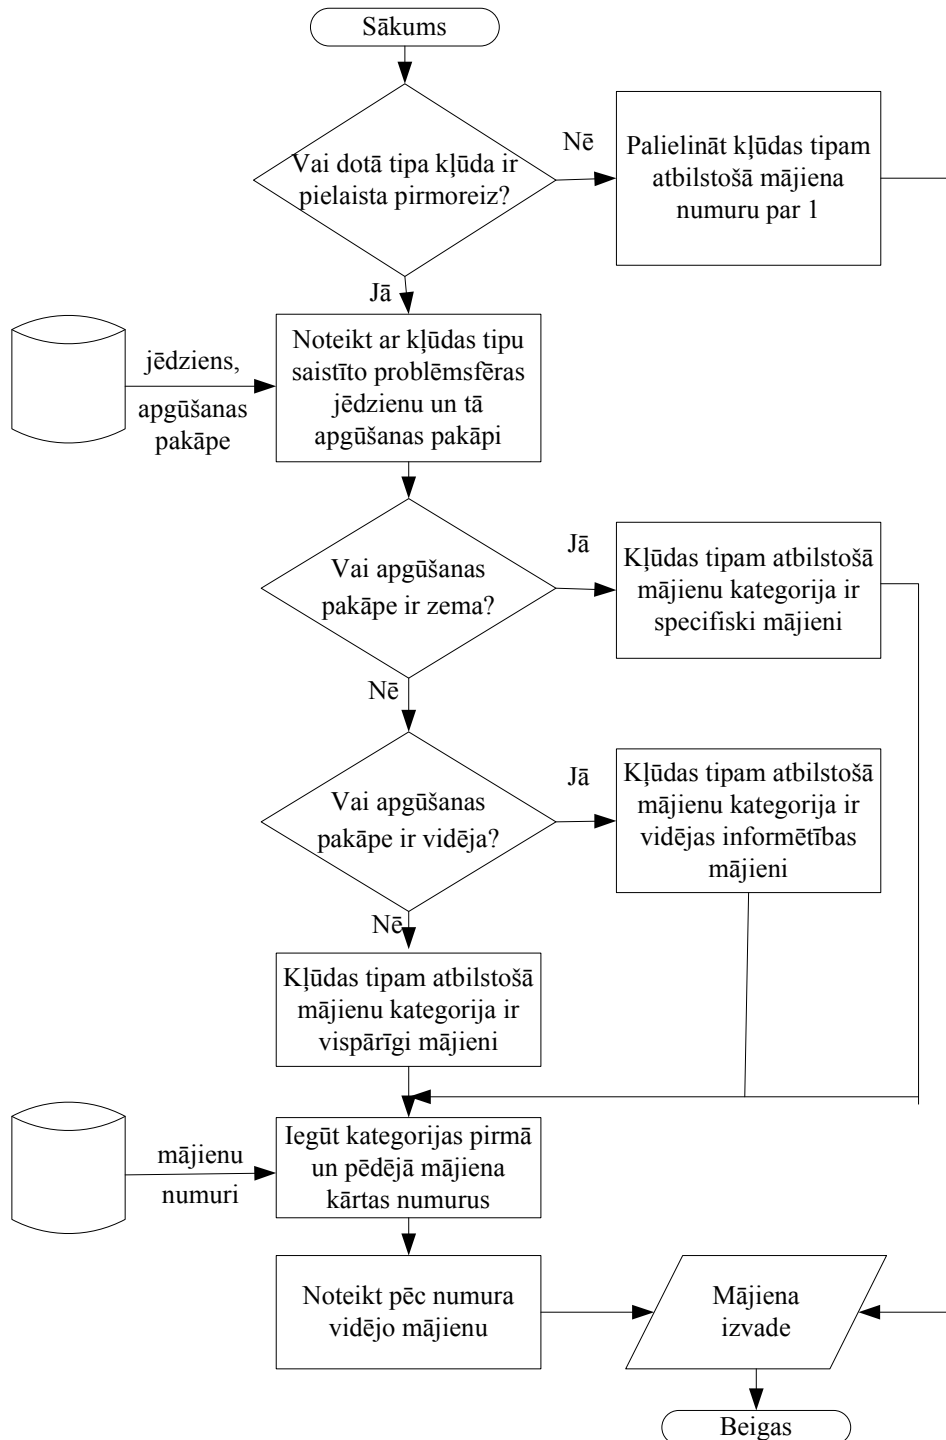 Sākums
Vai dotā tipa kļūda ir
pielaista pirmoreiz?
Nē
Palielināt kļūdas tipam
atbilstošā mājiena
numuru par 1
Jā
jēdziens,
apgūšanas
pakāpe
Noteikt ar kļūdas tipu
saistīto problēmsfēras
jēdzienu un tā
apgūšanas pakāpi
Vai apgūšanas
pakāpe ir zema?
Jā
Kļūdas tipam atbilstošā
mājienu kategorija ir
specifiski mājieni
Nē
Vai apgūšanas
pakāpe ir vidēja?
Jā
Kļūdas tipam atbilstošā
mājienu kategorija ir
vidējas informētības
mājieni
Nē
Kļūdas tipam atbilstošā
mājienu kategorija ir
vispārīgi mājieni
mājienu
numuri
Iegūt kategorijas pirmā
un pēdējā mājiena
kārtas numurus
Noteikt pēc numura
vidējo mājienu
Mājiena
izvade
Beigas